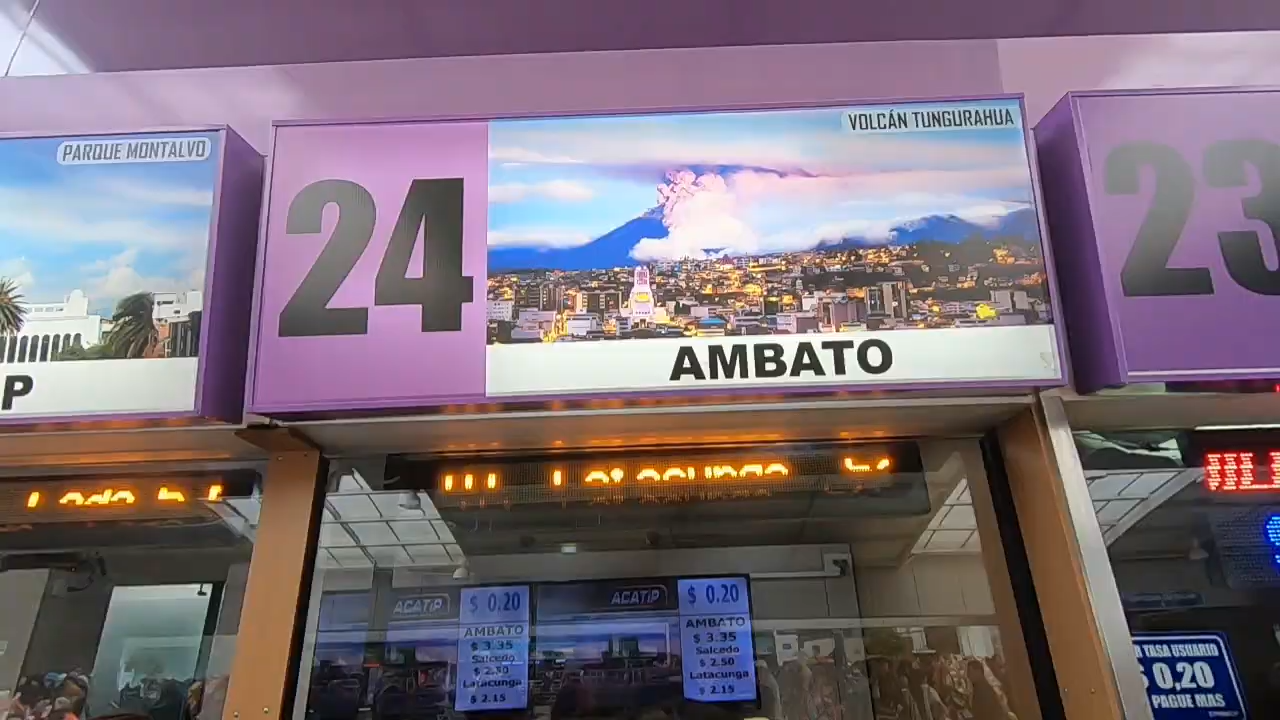 PARQUE MONTALVO
P
24
VOLCÁN TUNGURAHUA
AMBATO
23
Latacunga
ACATIP
$ 0.20
AMBATO
$ 3.35
Salcedo
$ 2.50
Latacunga
$ 2.15
ACATIP
$ 0.20
AMBATO
$ 3.35
Salcedo
$ 2.50
Latacunga
$ 2.15
TASA USUARIO
$ 0,20
PAGUE MAS